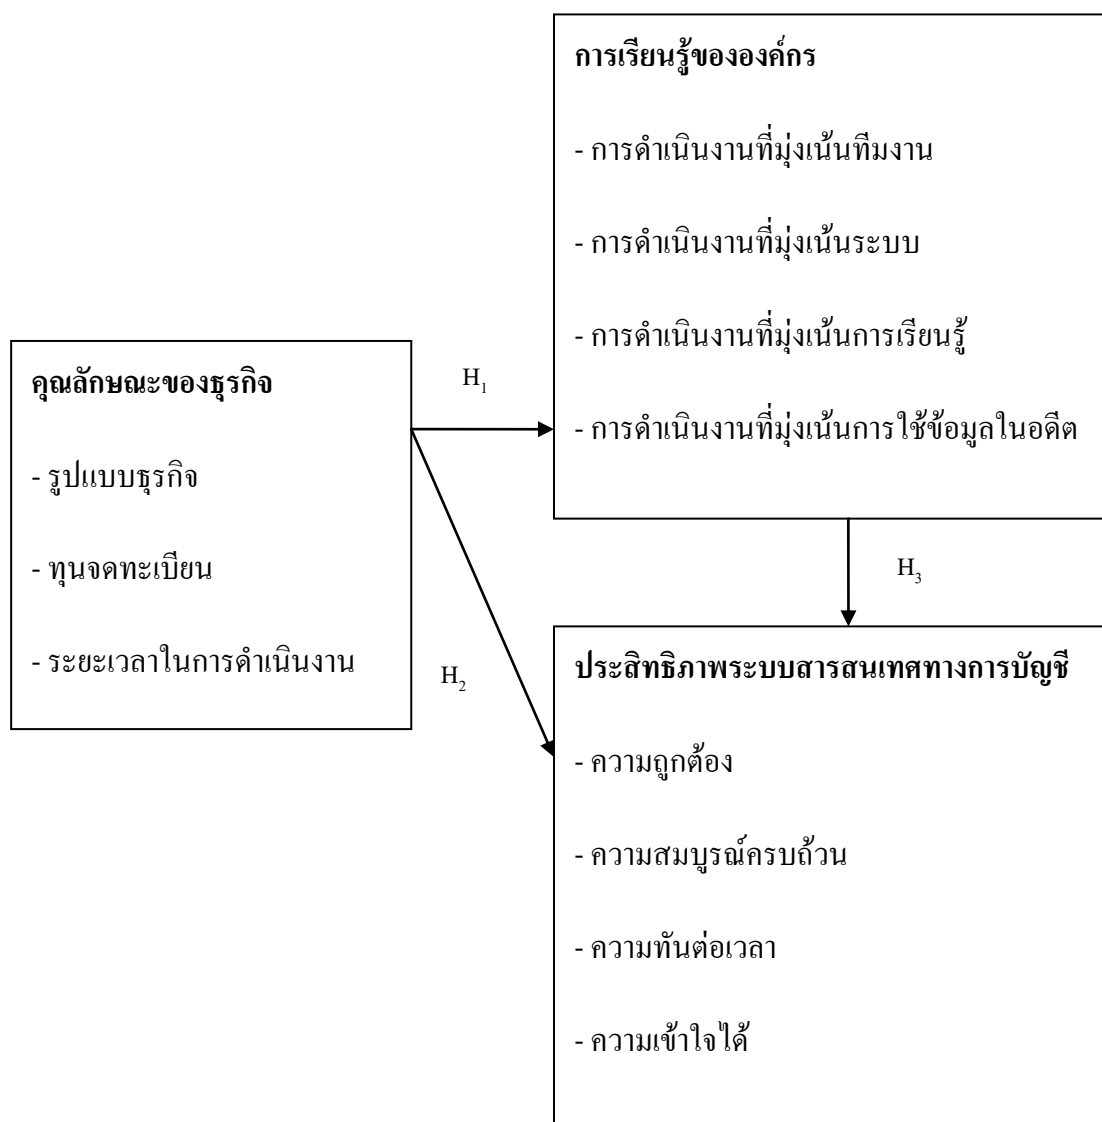 การเรียนรู้ขององค์กร
- การดำเนินงานที่มุ่งเน้นทีมงาน
- การดำเนินงานที่มุ่งเน้นระบบ
- การดำเนินงานที่มุ่งเน้นการเรียนรู้
- การดำเนินงานที่มุ่งเน้นการใช้ข้อมูลในอดีต
คุณลักษณะของธุรกิจ
- รูปแบบธุรกิจ
- ทุนจดทะเบียน
- ระยะเวลาในการดำเนินงาน
H₁
H₂
H₃
ประสิทธิภาพระบบสารสนเทศทางการบัญชี
- ความถูกต้อง
- ความสมบูรณ์ครบถ้วน
- ความทันต่อเวลา
- ความเข้าใจได้